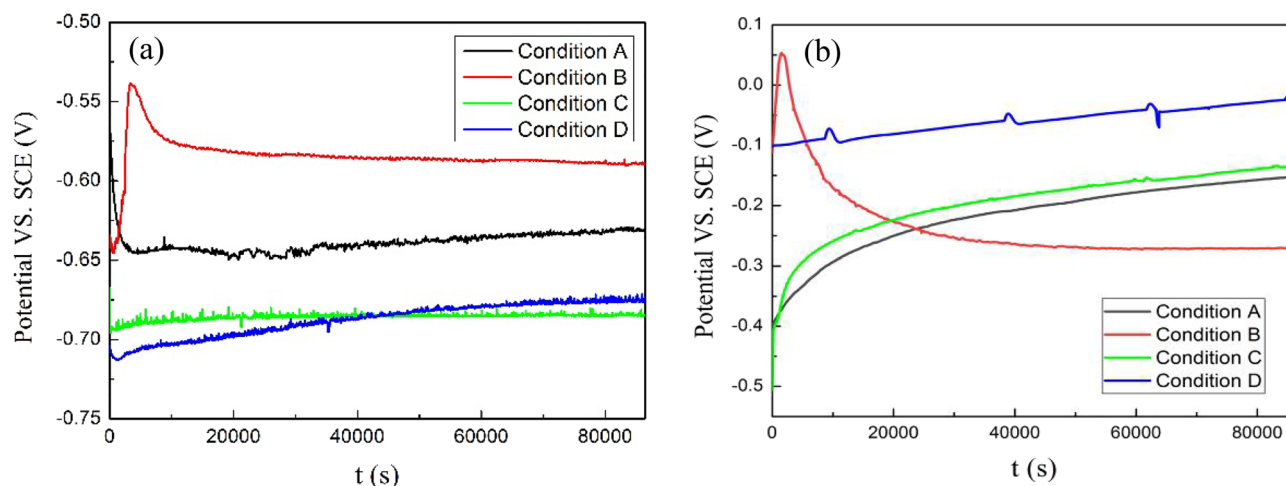 (a)
Condition A
Condition B
Condition C
Condition D
Potential VS. SCE (V)
-0.50
-0.55
-0.60
-0.65
-0.70
-0.75
0 20000 40000 60000 80000
t (s)
(b)
Condition A
Condition B
Condition C
Condition D
Potential VS. SCE (V)
0.1
0.0
-0.1
-0.2
-0.3
-0.4
-0.5
0 20000 40000 60000 80000
t (s)